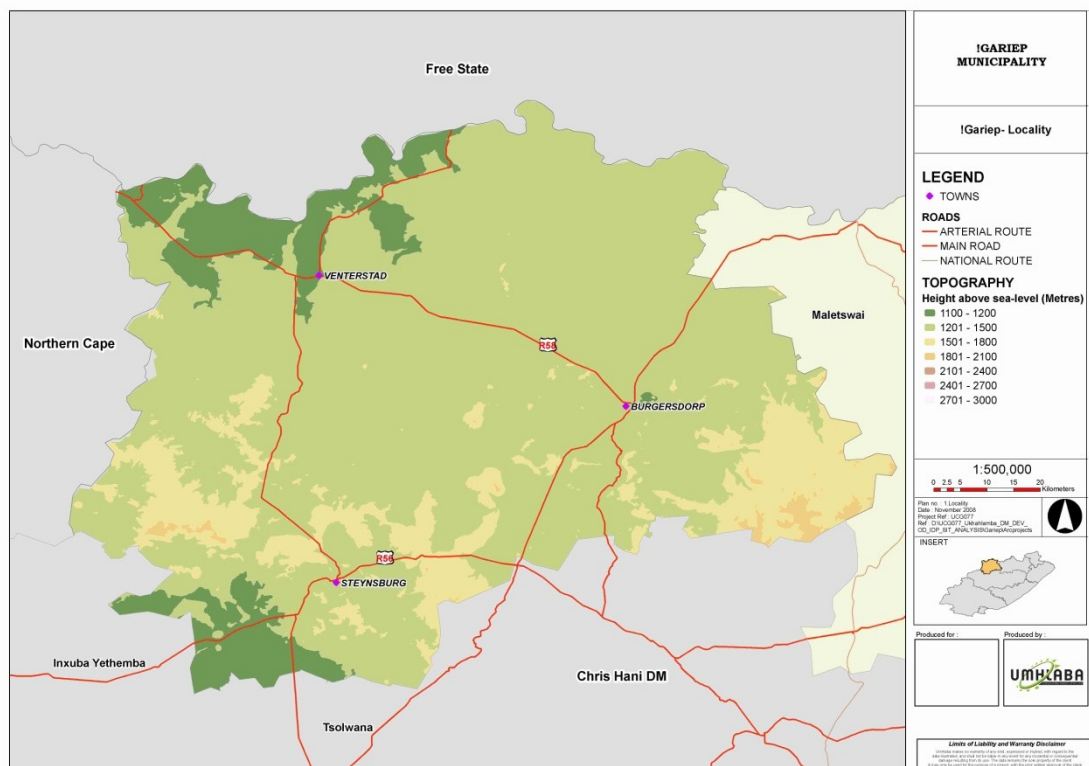 Free State
Northern Cape
VENTERSTAD
R58
Maletswai
BURGERSDORP
R56
STEYNSBURG
Inxuba Yethemba
Chris Hani DM
Tsolwana
!GARIEP
MUNICIPALITY
!Gariep- Locality
LEGEND
TOWNS
ROADS
ARTERIAL ROUTE
MAIN ROAD
NATIONAL ROUTE
TOPOGRAPHY
Height above sea-level (Metres)
1100 - 1200
1201 - 1500
1501 - 1800
1801 - 2100
2101 - 2400
2401 - 2700
2701 - 3000
1:500,000
0 2.5 5 10 15 20
Kilometers
Plan no. : 1.Locality
Date : November 2008
Project Ref : UCG077
INSERT
Produced for :
Produced by :
UMHLABA
Limits of Liability and Warranty Disclaimer